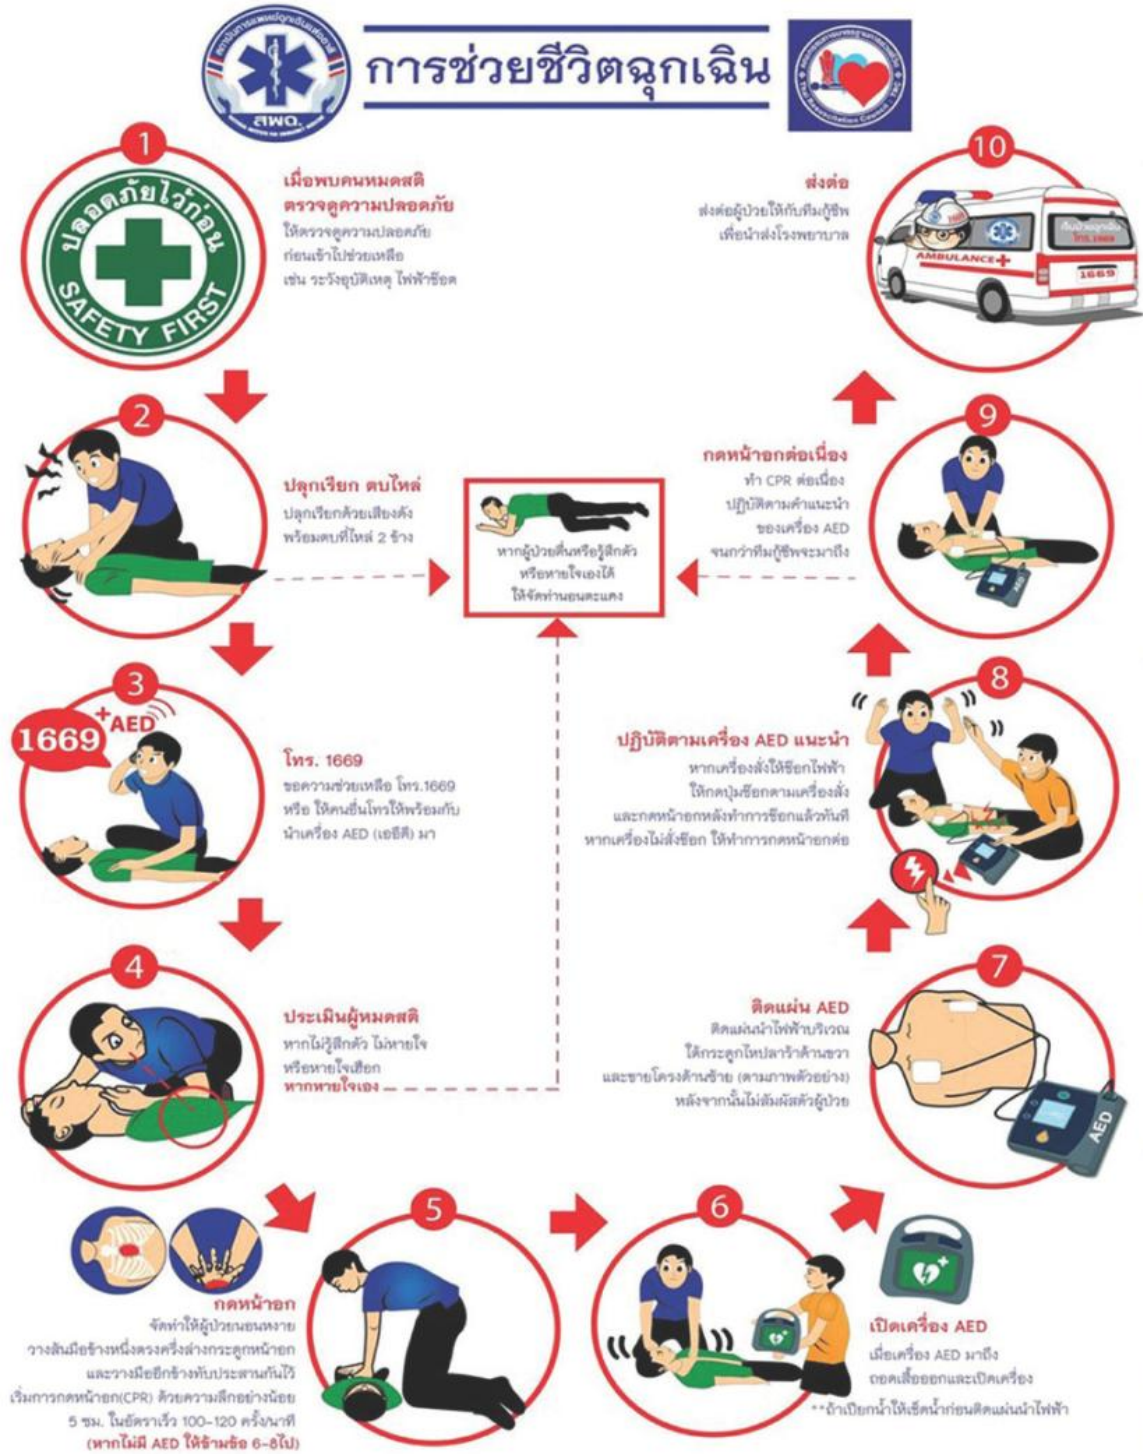 สถาบันการแพทย์ฉุกเฉินแห่งชาติ
สพฉ.
การช่วยชีวิตฉุกเฉิน
Thai Resuscitation Council - TRC
1
ปลอดภัยไว้ก่อน
SAFETY FIRST
เมื่อพบคนหมดสติ
ตรวจดูความปลอดภัย
ให้ตรวจดูความปลอดภัย
ก่อนเข้าไปช่วยเหลือ
เช่น ระวังอุบัติเหตุ ไฟฟ้าช๊อต
2
ปลุกเรียก ตบไหล่
ปลุกเรียกด้วยเสียงดัง
พร้อมตบที่ไหล่ 2 ข้าง
หากผู้ป่วยตื่นหรือรู้สึกตัว
หรือหายใจเองได้
ให้จัดท่านอนตะแคง
3
1669
+AED
โทร. 1669
ขอความช่วยเหลือ โทร.1669
หรือ ให้คนอื่นโทรให้พร้อมกับ
นำเครื่อง AED (เออีดี) มา
4
ประเมินผู้หมดสติ
หากไม่รู้สึกตัว ไม่หายใจ
หรือหายใจเฮือก
หากหายใจเอง
5
กดหน้าอก
จัดท่าให้ผู้ป่วยนอนหงาย
วางสันมือข้างหนึ่งตรงครึ่งล่างกระดูกหน้าอก
และวางมืออีกข้างทับประสานกันไว้
เริ่มการกดหน้าอก(CPR) ด้วยความลึกอย่างน้อย
5 ซม. ในอัตราเร็ว 100-120 ครั้ง/นาที
(หากไม่มี AED ให้ข้ามข้อ 6-8ไป)
6
เปิดเครื่อง AED
เมื่อเครื่อง AED มาถึง
ถอดเสื้อออกและเปิดเครื่อง
**ถ้าเปียกน้ำให้เช็ดน้ำก่อนติดแผ่นนำไฟฟ้า
7
ติดแผ่น AED
ติดแผ่นนำไฟฟ้าบริเวณ
ใต้กระดูกไหปลาร้าด้านขวา
และชายโครงด้านซ้าย (ตามภาพตัวอย่าง)
หลังจากนั้นไม่สัมผัสตัวผู้ป่วย
AED
8
ปฏิบัติตามเครื่อง AED แนะนำ
หากเครื่องสั่งให้ช๊อกไฟฟ้า
ให้กดปุ่มช๊อกตามเครื่องสั่ง
และกดหน้าอกหลังทำการช๊อกแล้วทันที
หากเครื่องไม่สั่งช๊อก ให้ทำการกดหน้าอกต่อ
9
กดหน้าอกต่อเนื่อง
ทำ CPR ต่อเนื่อง
ปฏิบัติตามคำแนะนำ
ของเครื่อง AED
จนกว่าทีมกู้ชีพจะมาถึง
AED
10
ส่งต่อ
ส่งต่อผู้ป่วยให้กับทีมกู้ชีพ
เพื่อนำส่งโรงพยาบาล
AMBULANCE
โทร.1669
1669